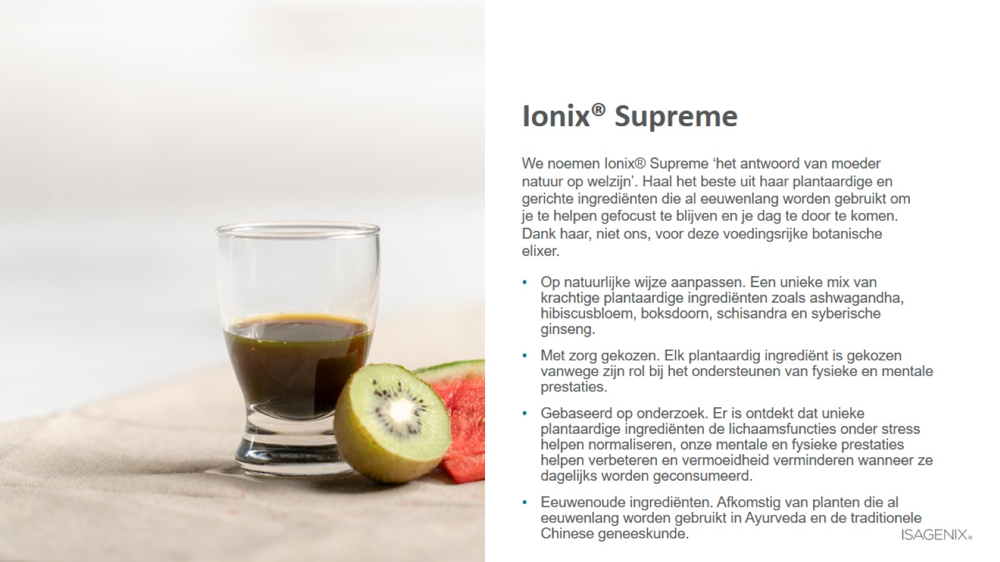 Ionix® Supreme
We noemen Ionix® Supreme ‘het antwoord van moeder
natuur op welzijn’. Haal het beste uit haar plantaardige en
gerichte ingrediënten die al eeuwenlang worden gebruikt om
je te helpen gefocust te blijven en je dag te door te komen.
Dank haar, niet ons, voor deze voedingsrijke botanische
elixer.
• Op natuurlijke wijze aanpassen. Een unieke mix van
krachtige plantaardige ingrediënten zoals ashwagandha,
hibiscusbloem, boksdoorn, schisandra en syberische
ginseng.
• Met zorg gekozen. Elk plantaardig ingrediënt is gekozen
vanwege zijn rol bij het ondersteunen van fysieke en mentale
prestaties.
• Gebaseerd op onderzoek. Er is ontdekt dat unieke
plantaardige ingrediënten de lichaamsfuncties onder stress
helpen normaliseren, onze mentale en fysieke prestaties
helpen verbeteren en vermoeidheid verminderen wanneer ze
dagelijks worden geconsumeerd.
• Eeuwenoude ingrediënten. Afkomstig van planten die al
eeuwenlang worden gebruikt in Ayurveda en de traditionele
Chinese geneeskunde.
ISAGENIX®